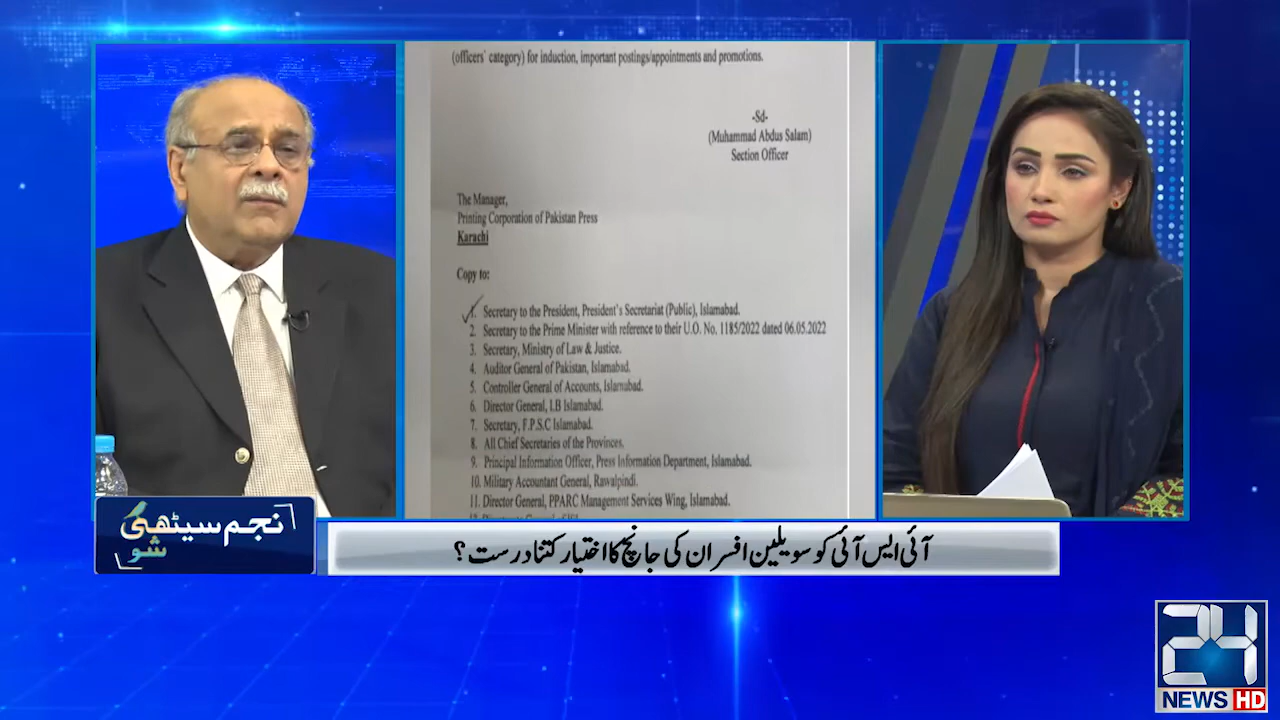 (officers' category) for induction, important postings/appointments and promotions.
-Sd-
(Muhammad Abdus Salam)
Section Officer
The Manager,
Printing Corporation of Pakistan Press
Karachi
Copy to:
1. Secretary to the President, President's Secretariat (Public), Islamabad.
2. Secretary to the Prime Minister with reference to their U.O. No. 1185/2022 dated 06.05.2022
3. Secretary, Ministry of Law & Justice.
4. Auditor General of Pakistan, Islamabad.
5. Controller General of Accounts, Islamabad.
6. Director General, I.B Islamabad.
7. Secretary, F.P.S.C Islamabad.
8. All Chief Secretaries of the Provinces.
9. Principal Information Officer, Press Information Department, Islamabad.
10. Military Accountant General, Rawalpindi.
11. Director General, PPARC Management Services Wing, Islamabad.
نجم سیٹھی
شو
آئی ایس آئی کو سویلین افسران کی جانچ کا اختیار کتنا درست ؟
24
NEWS HD